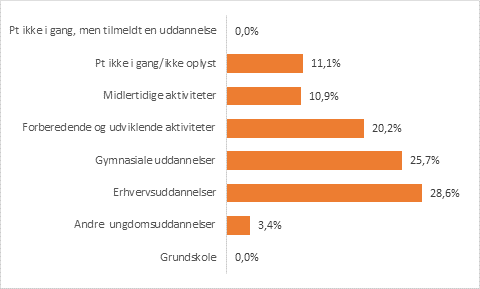 Pt ikke i gang, men tilmeldt en uddannelse 0,0%
Pt ikke i gang/ikke oplyst 11,1%
Midlertidige aktiviteter 10,9%
Forberedende og udviklende aktiviteter 20,2%
Gymnasiale uddannelser 25,7%
Erhvervsuddannelser 28,6%
Andre ungdomsuddannelser 3,4%
Grundskole 0,0%